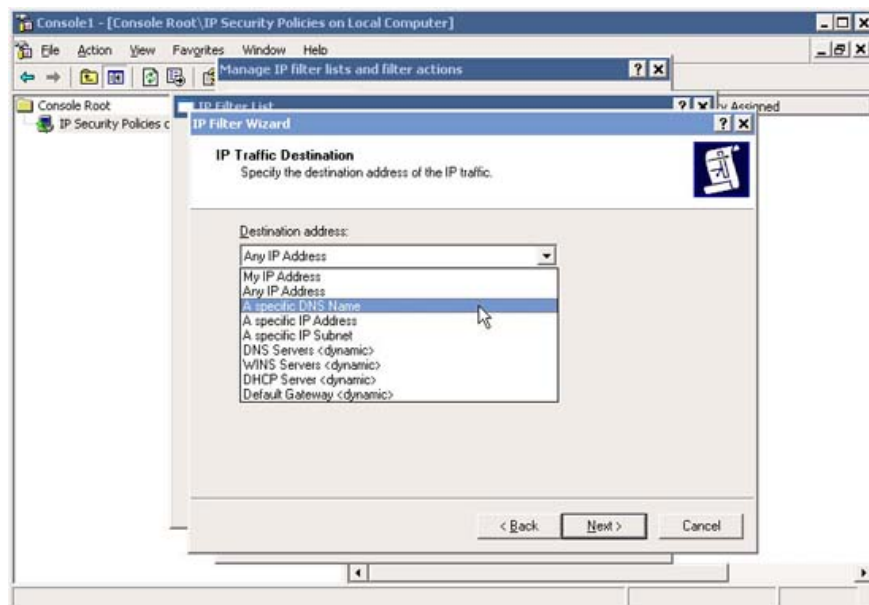 Console1 - [Console Root\IP Security Policies on Local Computer]
File Action View Favorites Window Help
Manage IP filter lists and filter actions
Console Root
IP Security Policies c
IP Filter List
y Assigned
IP Filter Wizard
IP Traffic Destination
Specify the destination address of the IP traffic.
Destination address:
Any IP Address
My IP Address
Any IP Address
A specific DNS Name
A specific IP Address
A specific IP Subnet
DNS Servers <dynamic>
WINS Servers <dynamic>
DHCP Server <dynamic>
Default Gateway <dynamic>
< Back Next > Cancel